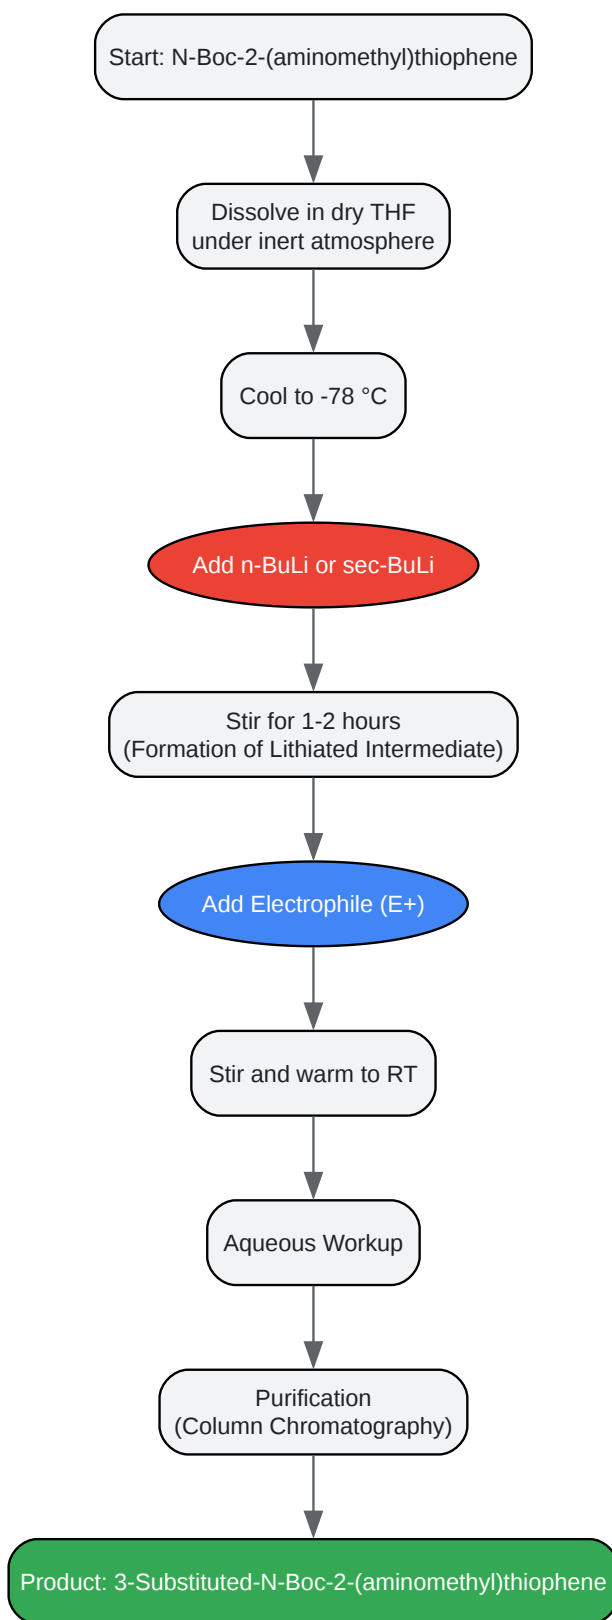 Start: N-Boc-2-(aminomethyl)thiophene
Dissolve in dry THF
under inert atmosphere
Cool to -78 °C
Add n-BuLi or sec-BuLi
Stir for 1-2 hours
(Formation of Lithiated Intermediate)
Add Electrophile (E+)
Stir and warm to RT
Aqueous Workup
Purification
(Column Chromatography)
Product: 3-Substituted-N-Boc-2-(aminomethyl)thiophene